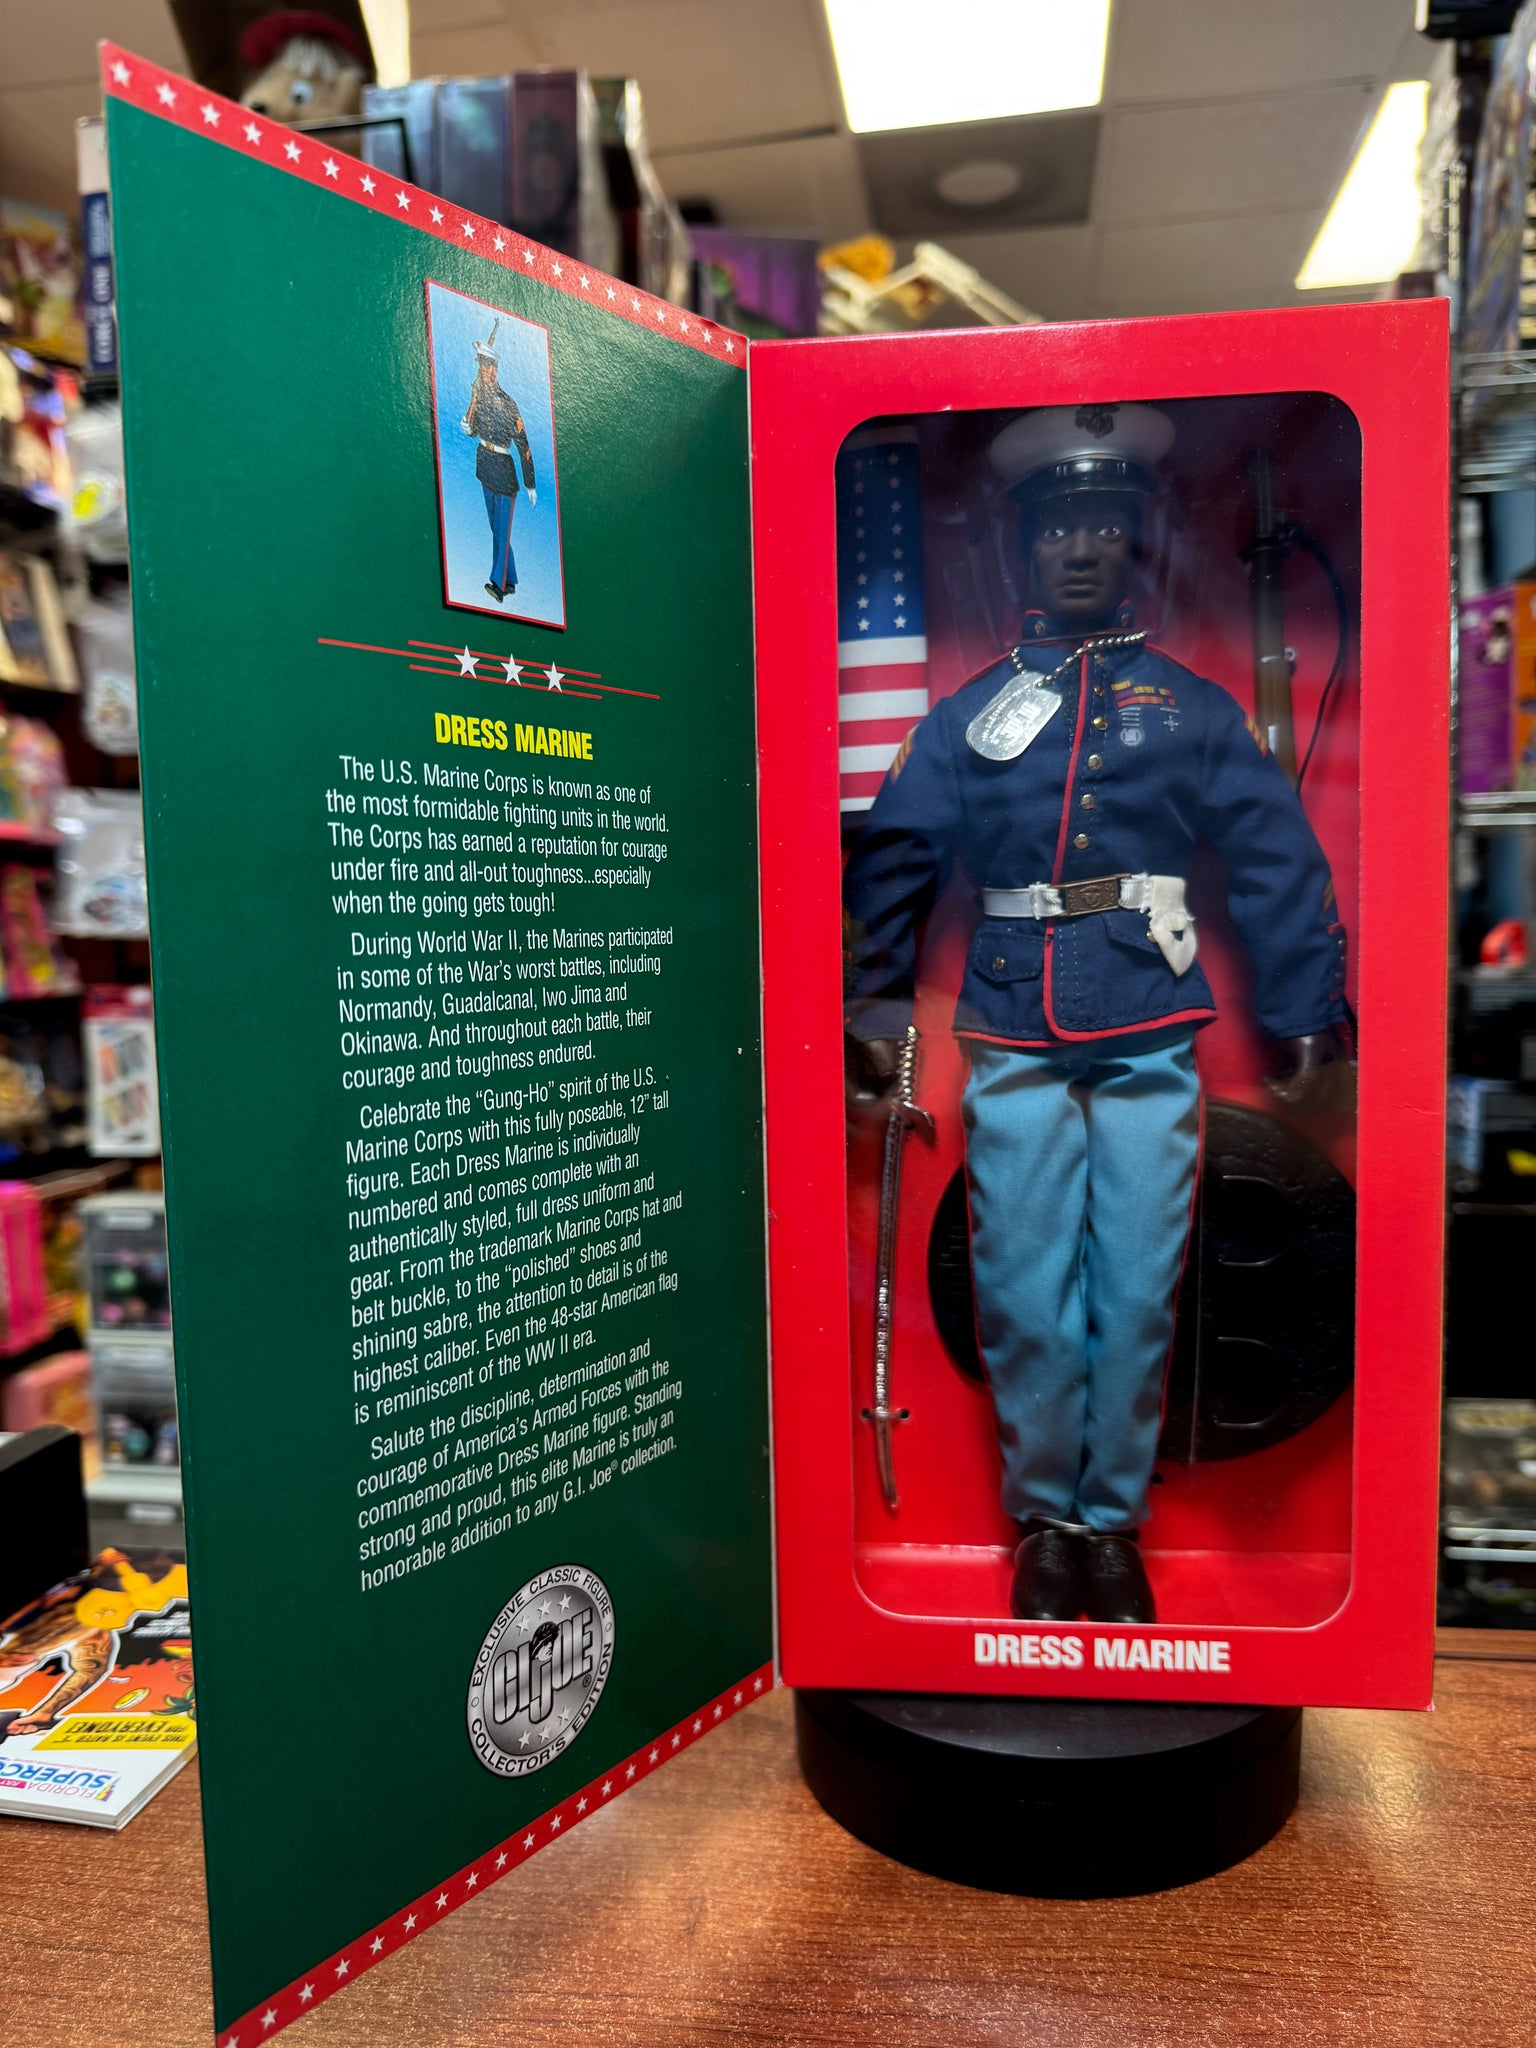 DRESS MARINE
The U.S. Marine Corps is known as one of
the most formidable fighting units in the world.
The Corps has earned a reputation for courage
under fire and all-out toughness...especially
when the going gets tough!
During World War II, the Marines participated
in some of the War's worst battles, including
Normandy, Guadalcanal, Iwo Jima and
Okinawa. And throughout each battle, their
courage and toughness endured.
Celebrate the "Gung-Ho" spirit of the U.S.
Marine Corps with this fully poseable, 12" tall
figure. Each Dress Marine is individually
numbered and comes complete with an
authentically styled, full dress uniform and
gear. From the trademark Marine Corps hat and
belt buckle, to the "polished" shoes and
shining sabre, the attention to detail is of the
highest caliber. Even the 48-star American flag
is reminiscent of the WW II era.
Salute the discipline, determination and
courage of America's Armed Forces with the
commemorative Dress Marine figure. Standing
strong and proud, this elite Marine is truly an
honorable addition to any G.I. Joe® collection.
EXCLUSIVE CLASSIC FIGURE
GI JOE®
COLLECTOR'S EDITION
DRESS MARINE
THIS EVENT IS RATED "E"
FOR EVERYONE!
FLORIDA
SUPERC